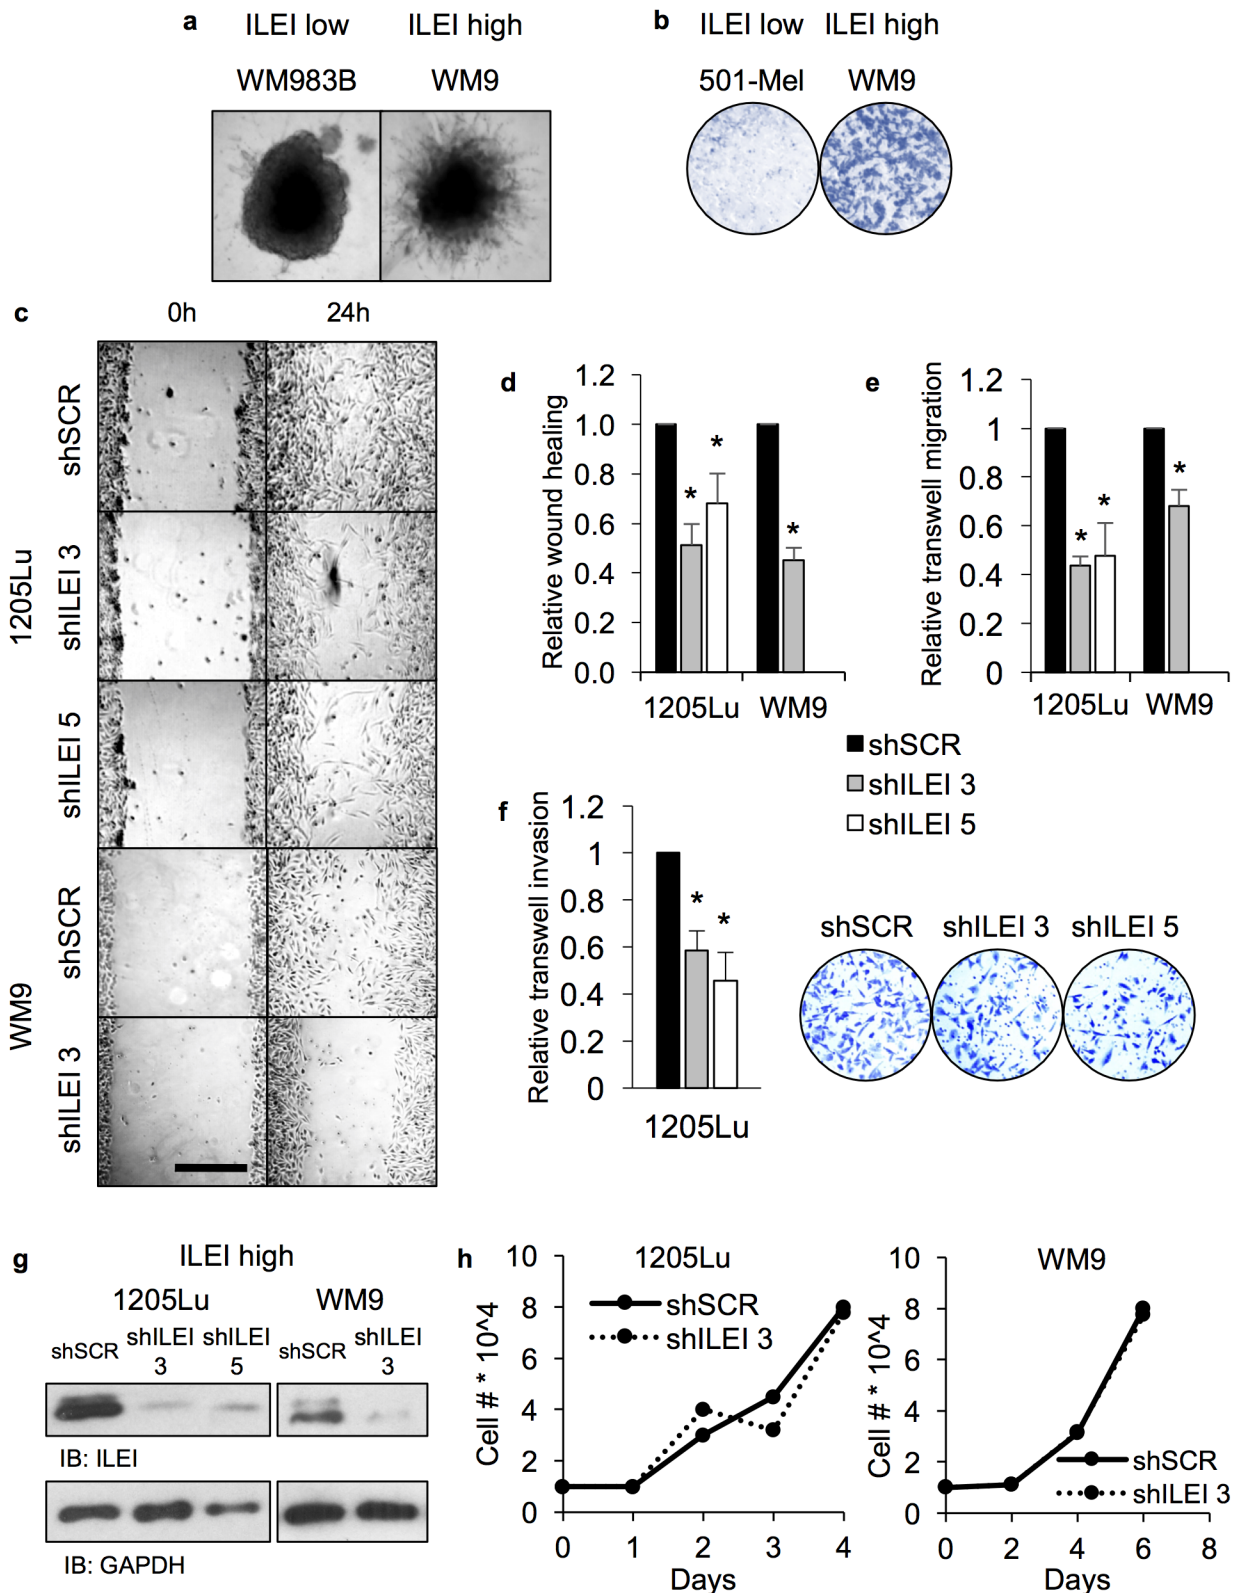 a
ILEI low
ILEI high
WM983B
WM9
b
ILEI low
ILEI high
501-Mel
WM9
c
0h
24h
1205Lu
shSCR
shILEI 3
shILEI 5
WM9
shSCR
shILEI 3
d
Relative wound healing
1.2
1.0
0.8
0.6
0.4
0.2
0.0
*
*
*
1205Lu
WM9
e
Relative transwell migration
1.2
1
0.8
0.6
0.4
0.2
0
*
*
*
1205Lu
WM9
shSCR
shILEI 3
shILEI 5
f
Relative transwell invasion
1.2
1
0.8
0.6
0.4
0.2
0
*
*
1205Lu
shSCR
shILEI 3
shILEI 5
g
ILEI high
1205Lu
WM9
shSCR
shILEI
3
shILEI
5
shSCR
shILEI
3
IB: ILEI
IB: GAPDH
h
1205Lu
Cell # * 10^4
10
8
6
4
2
0
shSCR
shILEI 3
0 1 2 3 4
Days
WM9
Cell # * 10^4
10
8
6
4
2
0
shSCR
shILEI 3
0 2 4 6 8
Days